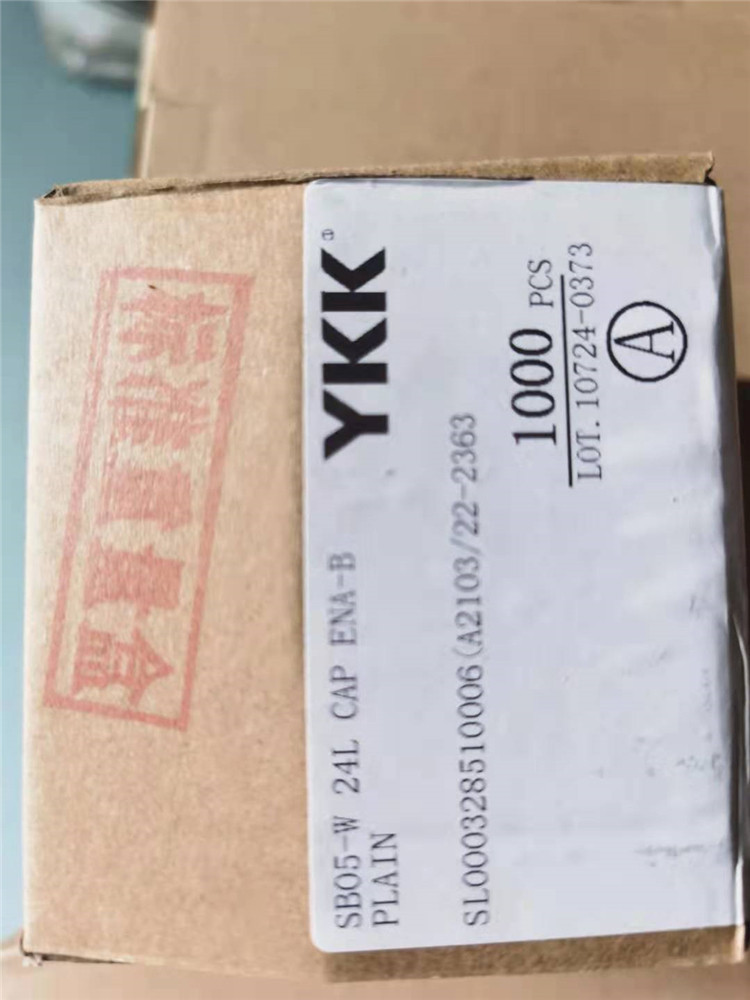 标准重量盒
YKK®
SB05-W 24L CAP ENA-B
PLAIN
SL000328510006(A2103/22-2363
1000 PCS
LOT. 10724-0373
A